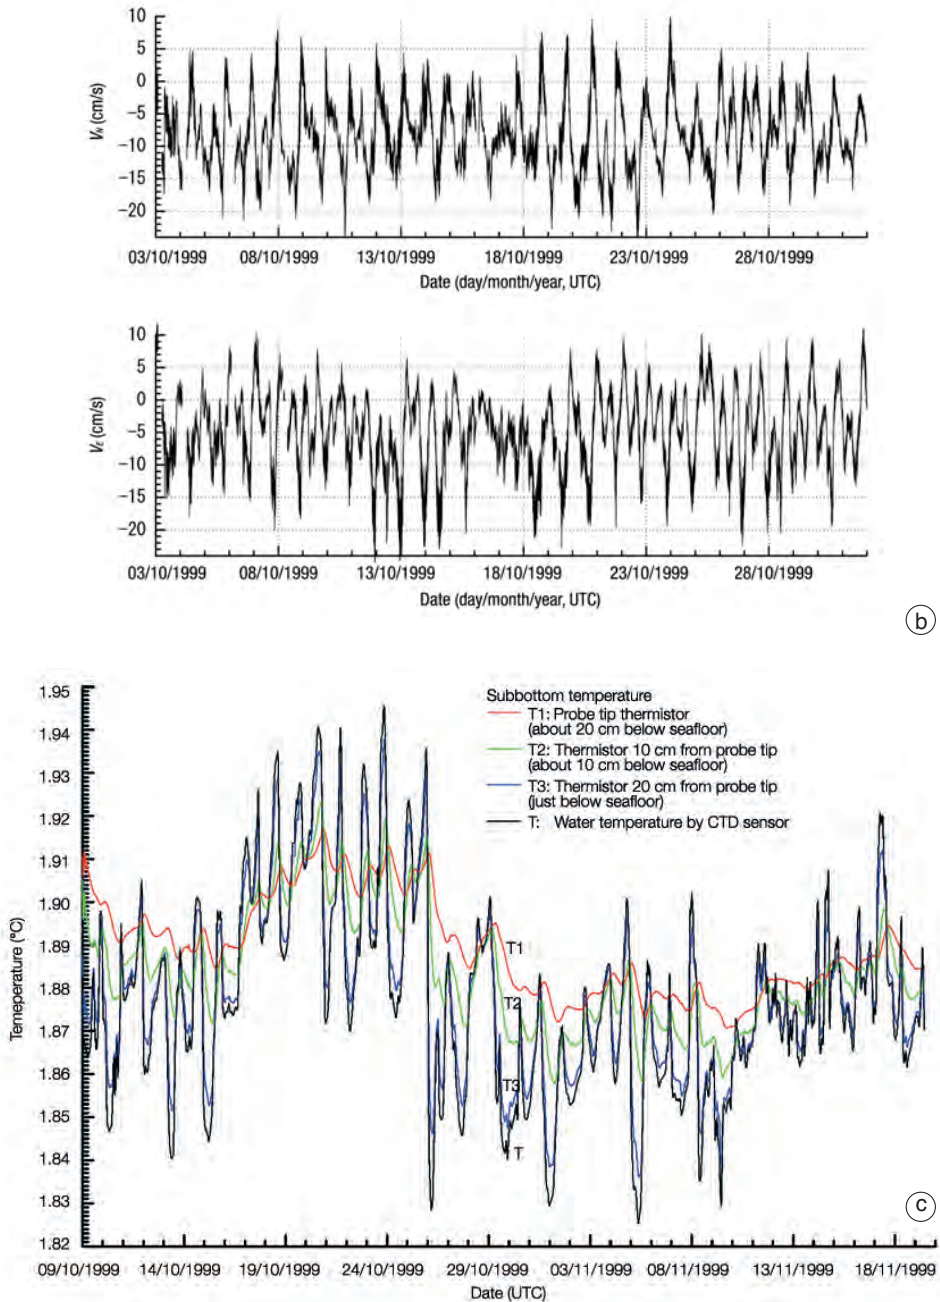 10
5
0
−5
−10
−15
−20
V_N (cm/s)
03/10/1999 08/10/1999 13/10/1999 18/10/1999 23/10/1999 28/10/1999
Date (day/month/year, UTC)
10
5
0
−5
−10
−15
−20
V_E (cm/s)
03/10/1999 08/10/1999 13/10/1999 18/10/1999 23/10/1999 28/10/1999
Date (day/month/year, UTC)
b
1.95
1.94
1.93
1.92
1.91
1.90
1.89
1.88
1.87
1.86
1.85
1.84
1.83
1.82
Temeperature (°C)
Subbottom temperature
T1: Probe tip thermistor
(about 20 cm below seafloor)
T2: Thermistor 10 cm from probe tip
(about 10 cm below seafloor)
T3: Thermistor 20 cm from probe tip
(just below seafloor)
T: Water temperature by CTD sensor
T1
T2
T3
T
c
09/10/1999 14/10/1999 19/10/1999 24/10/1999 29/10/1999 03/11/1999 08/11/1999 13/11/1999 18/11/1999
Date (UTC)